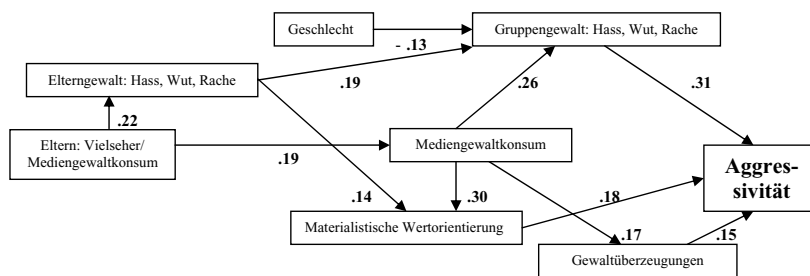 Geschlecht
Gruppengewalt: Hass, Wut, Rache
- .13
Elterngewalt: Hass, Wut, Rache
.19
.26
.31
.22
Eltern: Vielseher/
Mediengewaltkonsum
.19
Mediengewaltkonsum
Aggres-
sivität
.14
.30
.18
Materialistische Wertorientierung
.17
.15
Gewaltüberzeugungen